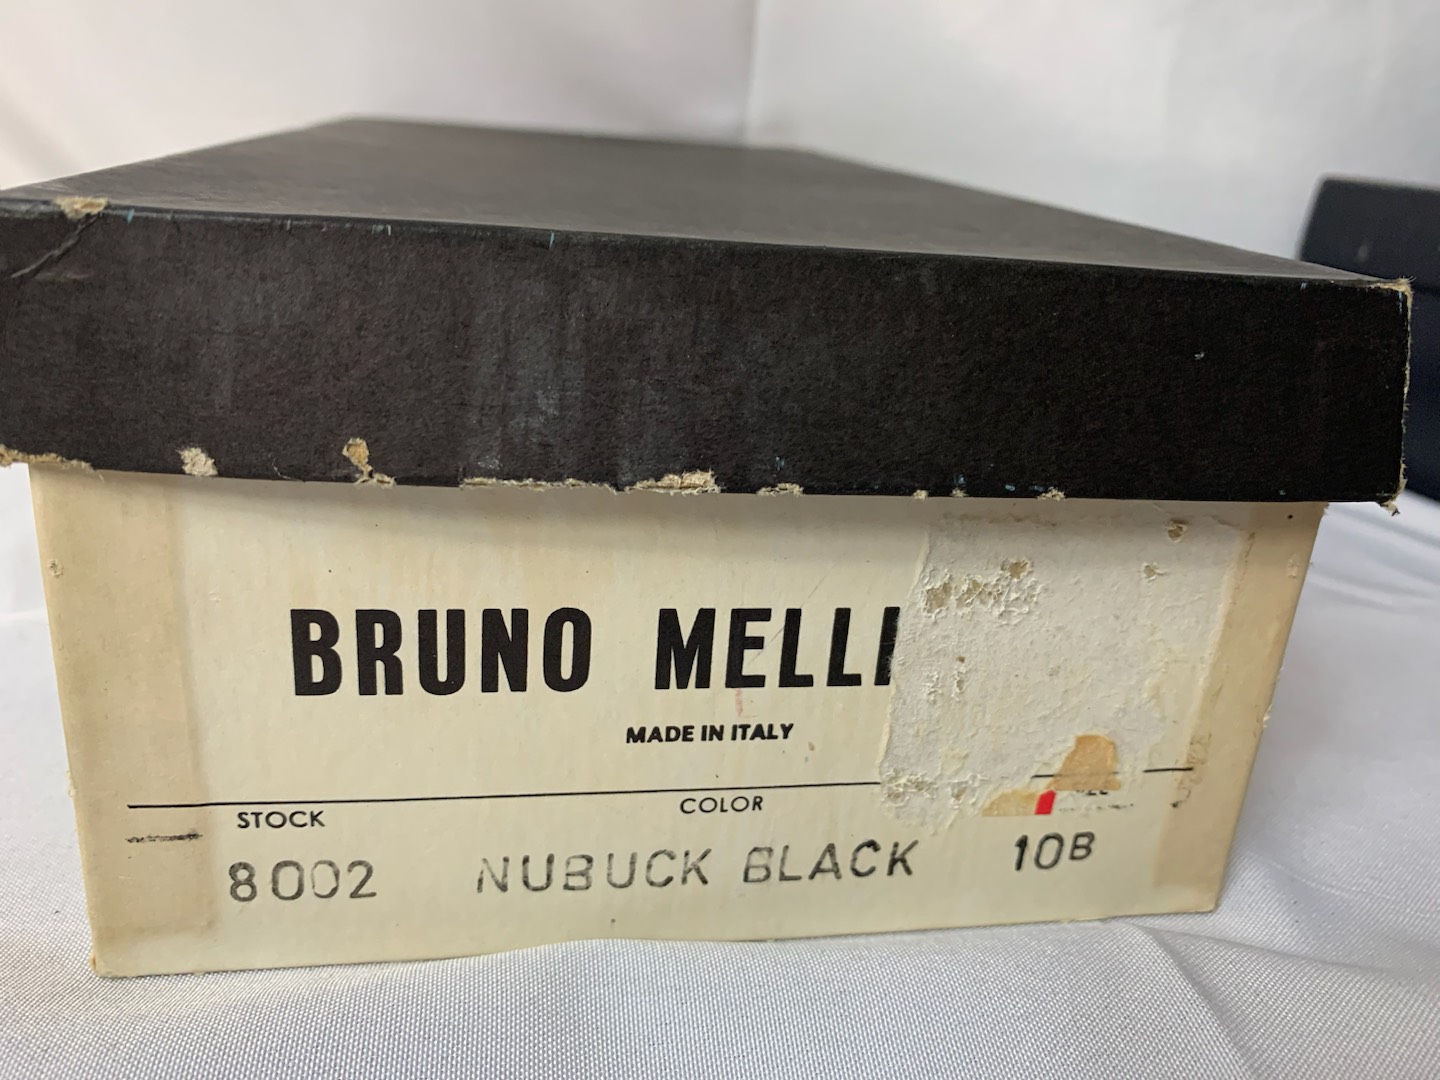 BRUNO MELLI
MADE IN ITALY
STOCK COLOR
8002 NUBUCK BLACK 10B